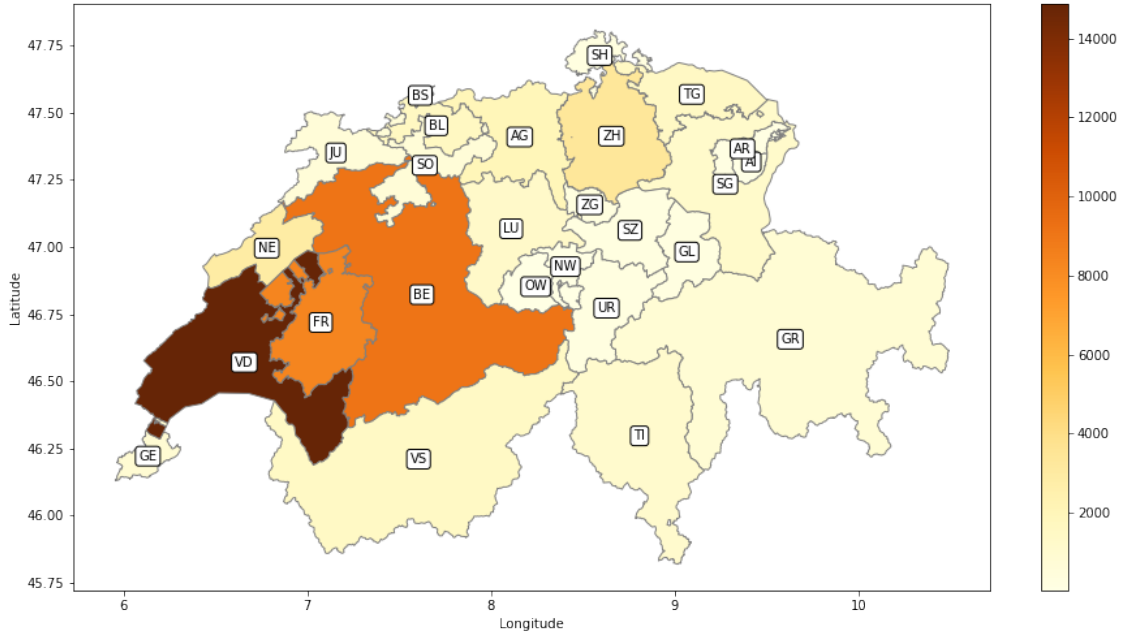 47.75
47.50
47.25
47.00
46.75
46.50
46.25
46.00
45.75
Latitude
6
7
8
9
10
Longitude
SH
BS
TG
BL
AG
ZH
JU
SO
AR
AI
SG
ZG
LU
SZ
NE
GL
NW
OW
BE
UR
FR
GR
VD
TI
GE
VS
14000
12000
10000
8000
6000
4000
2000